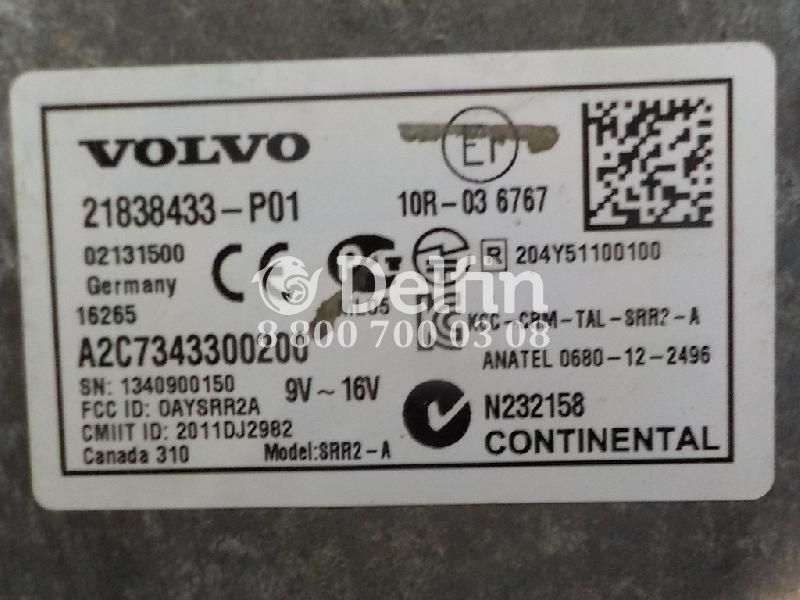 VOLVO
E1
21838433-P01
10R-03 6767
02131500
CE
R 204Y51100100
Germany
Delfin
16265
8 800 700 03 08
KCC-CRM-TAL-SRR2-A
A2C7343300200
ANATEL 0680-12-2496
SN: 1340900150
9V ~ 16V
FCC ID: OAYSRR2A
N232158
CMIIT ID: 2011DJ2982
CONTINENTAL
Canada 310
Model:SRR2-A